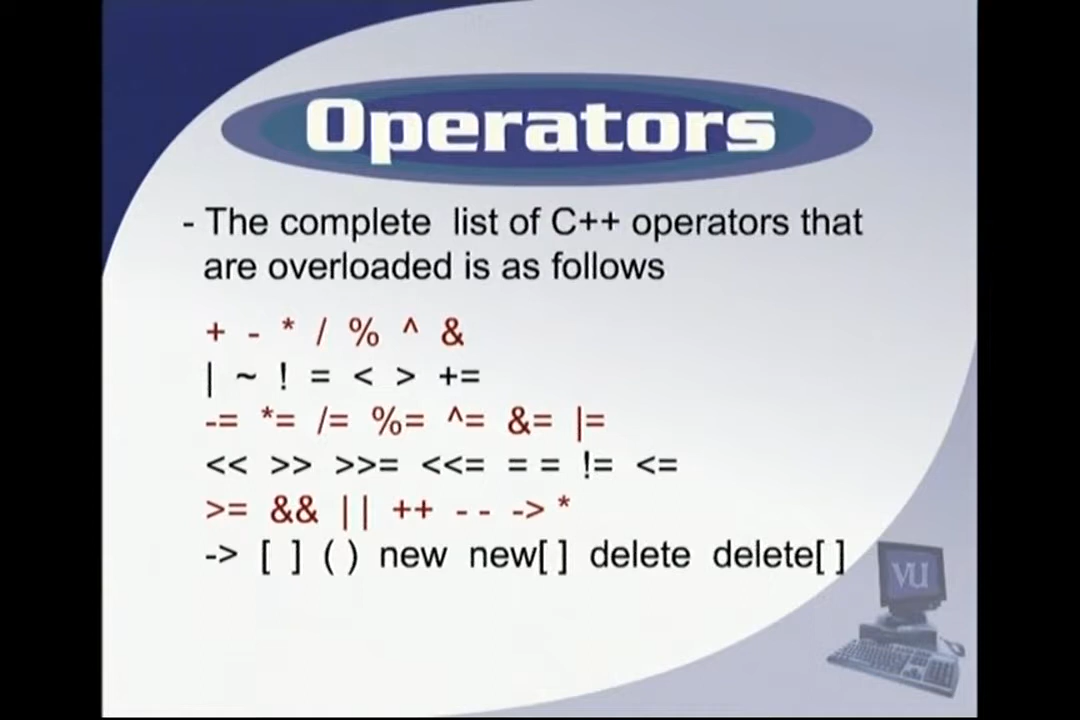 Operators
- The complete list of C++ operators that
are overloaded is as follows
+ - * / % ^ &
| ~ ! = < > +=
-= *= /= %= ^= &= |=
<< >> >>= <<= = = != <=
>= && || ++ - - -> *
-> [ ] ( ) new new[ ] delete delete[ ]
VU